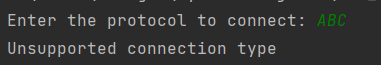 Enter the protocol to connect: ABC
Unsupported connection type